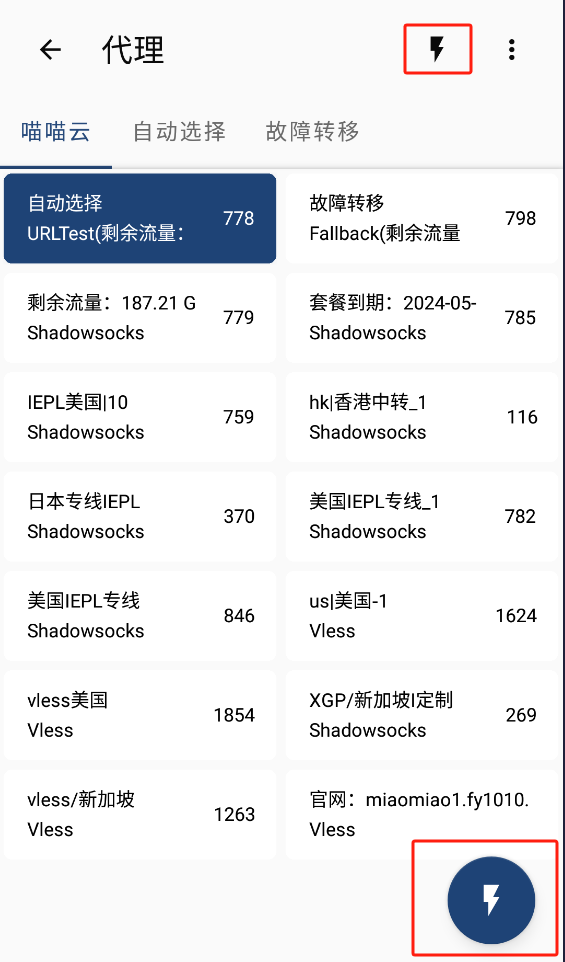 代理
喵喵云 自动选择 故障转移
自动选择
URLTest(剩余流量：
778
故障转移
Fallback(剩余流量
798
剩余流量：187.21 G
Shadowsocks
779
套餐到期：2024-05-
Shadowsocks
785
IEPL美国|10
Shadowsocks
759
hk|香港中转_1
Shadowsocks
116
日本专线IEPL
Shadowsocks
370
美国IEPL专线_1
Shadowsocks
782
美国IEPL专线
Shadowsocks
846
us|美国-1
Vless
1624
vless美国
Vless
1854
XGP/新加坡I定制
Shadowsocks
269
vless/新加坡
Vless
1263
官网：miaomiao1.fy1010.
Vless